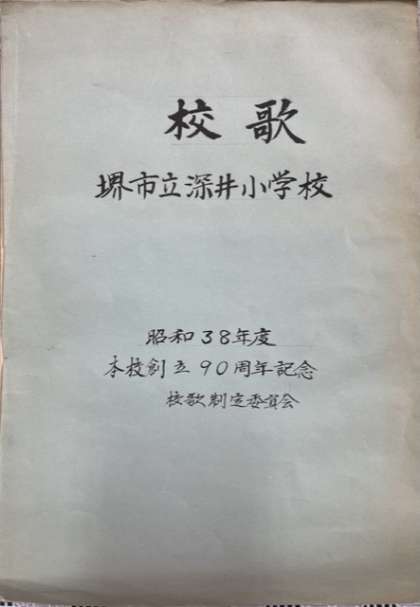 校歌
堺市立深井小学校
昭和38年度
本校創立90周年記念
校歌制定委員会